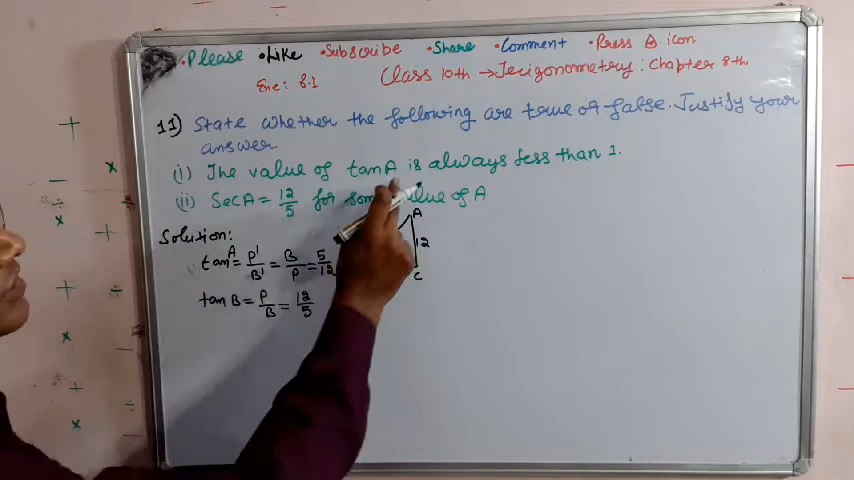 •Please •Like •Subscribe •Share •Comment •Press icon
Exe: 8.1 Class 10th → Trigonometry: Chapter 8th
11) State whether the following are true or false. Justify your
answer.
(i) The value of tanA is always less than 1.
(ii) SecA = 12/5 for some value of A
Solution:
tanA = P'/B' = B/P = 5/12
tanB = P/B = 12/5
A
12
C